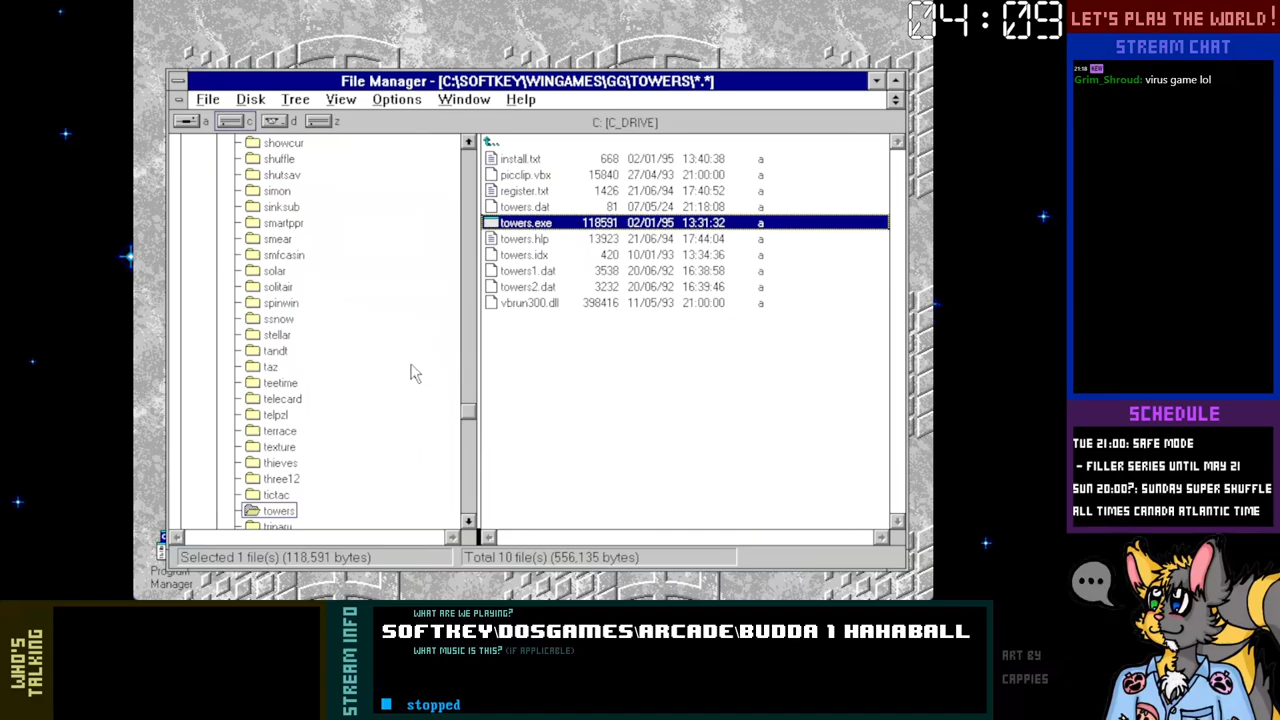 04:09
LET'S PLAY THE WORLD!
STREAM CHAT
21:18 NEW
Grim_Shroud: virus game lol
File Manager - [C:\SOFTKEY\WINGAMES\GG\TOWERS\*.*]
File Disk Tree View Options Window Help
a c d z C: [C_DRIVE]
showcur
shuffle
shutsav
simon
sinksub
smartppr
smear
smfcasin
solar
solitair
spinwin
ssnow
stellar
tandt
taz
teetime
telecard
telpzl
terrace
texture
thieves
three12
tictac
towers
trinary
install.txt 668 02/01/95 13:40:38 a
picclip.vbx 15840 27/04/93 21:00:00 a
register.txt 1426 21/06/94 17:40:52 a
towers.dat 81 07/05/24 21:18:08 a
towers.exe 118591 02/01/95 13:31:32 a
towers.hlp 13923 21/06/94 17:44:04 a
towers.idx 420 10/01/93 13:34:36 a
towers1.dat 3538 20/06/92 16:38:58 a
towers2.dat 3232 20/06/92 16:39:46 a
vbrun300.dll 398416 11/05/93 21:00:00 a
Selected 1 file(s) (118,591 bytes) Total 10 file(s) (556,135 bytes)
Program
Manager
SCHEDULE
TUE 21:00: SAFE MODE
- FILLER SERIES UNTIL MAY 21
SUN 20:00?: SUNDAY SUPER SHUFFLE
ALL TIMES CANADA ATLANTIC TIME
WHO'S
TALKING
STREAM INFO
WHAT ARE WE PLAYING?
SOFTKEY\DOSGAMES\ARCADE\BUDDA 1 HAHABALL
WHAT MUSIC IS THIS? (IF APPLICABLE)
stopped
ART BY
CAPPIES